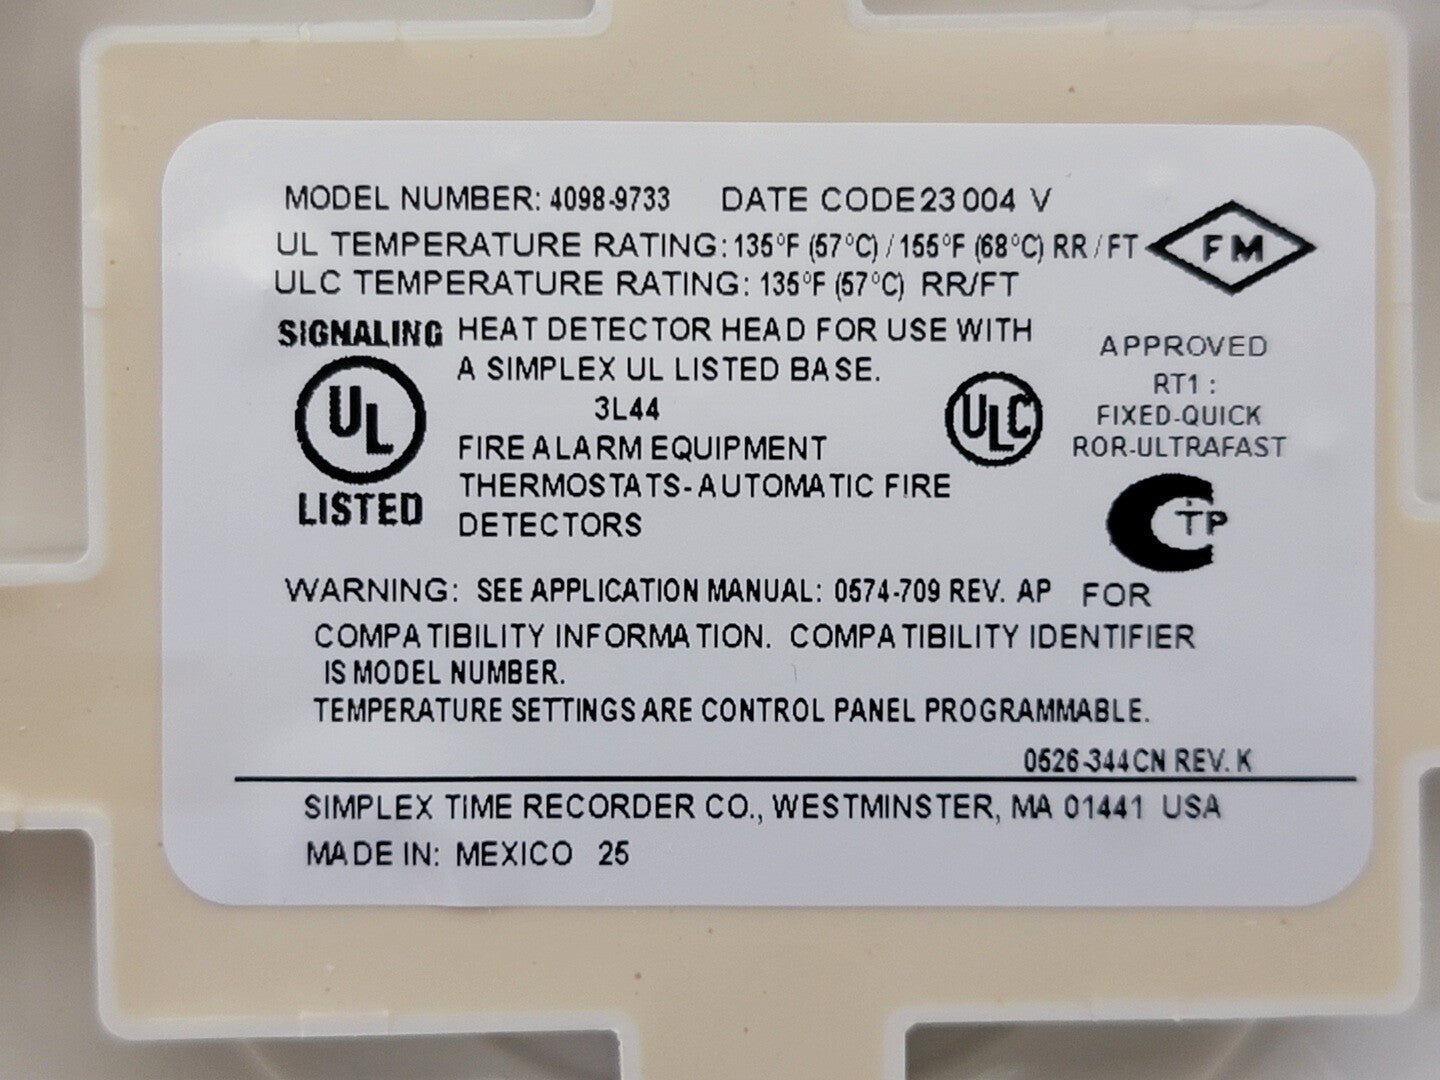 MODEL NUMBER: 4098-9733 DATE CODE 23 004 V
UL TEMPERATURE RATING: 135°F (57°C) / 155°F (68°C) RR / FT
ULC TEMPERATURE RATING: 135°F (57°C) RR/FT
FM
APPROVED
RT1 :
FIXED-QUICK
ROR-ULTRAFAST
SIGNALING
UL
LISTED
HEAT DETECTOR HEAD FOR USE WITH
A SIMPLEX UL LISTED BASE.
3L44
FIRE ALARM EQUIPMENT
THERMOSTATS- AUTOMATIC FIRE
DETECTORS
ULC
CTP
WARNING: SEE APPLICATION MANUAL: 0574-709 REV. AP FOR
COMPATIBILITY INFORMATION. COMPATIBILITY IDENTIFIER
IS MODEL NUMBER.
TEMPERATURE SETTINGS ARE CONTROL PANEL PROGRAMMABLE.
0526-344CN REV. K
SIMPLEX TIME RECORDER CO., WESTMINSTER, MA 01441 USA
MADE IN: MEXICO 25